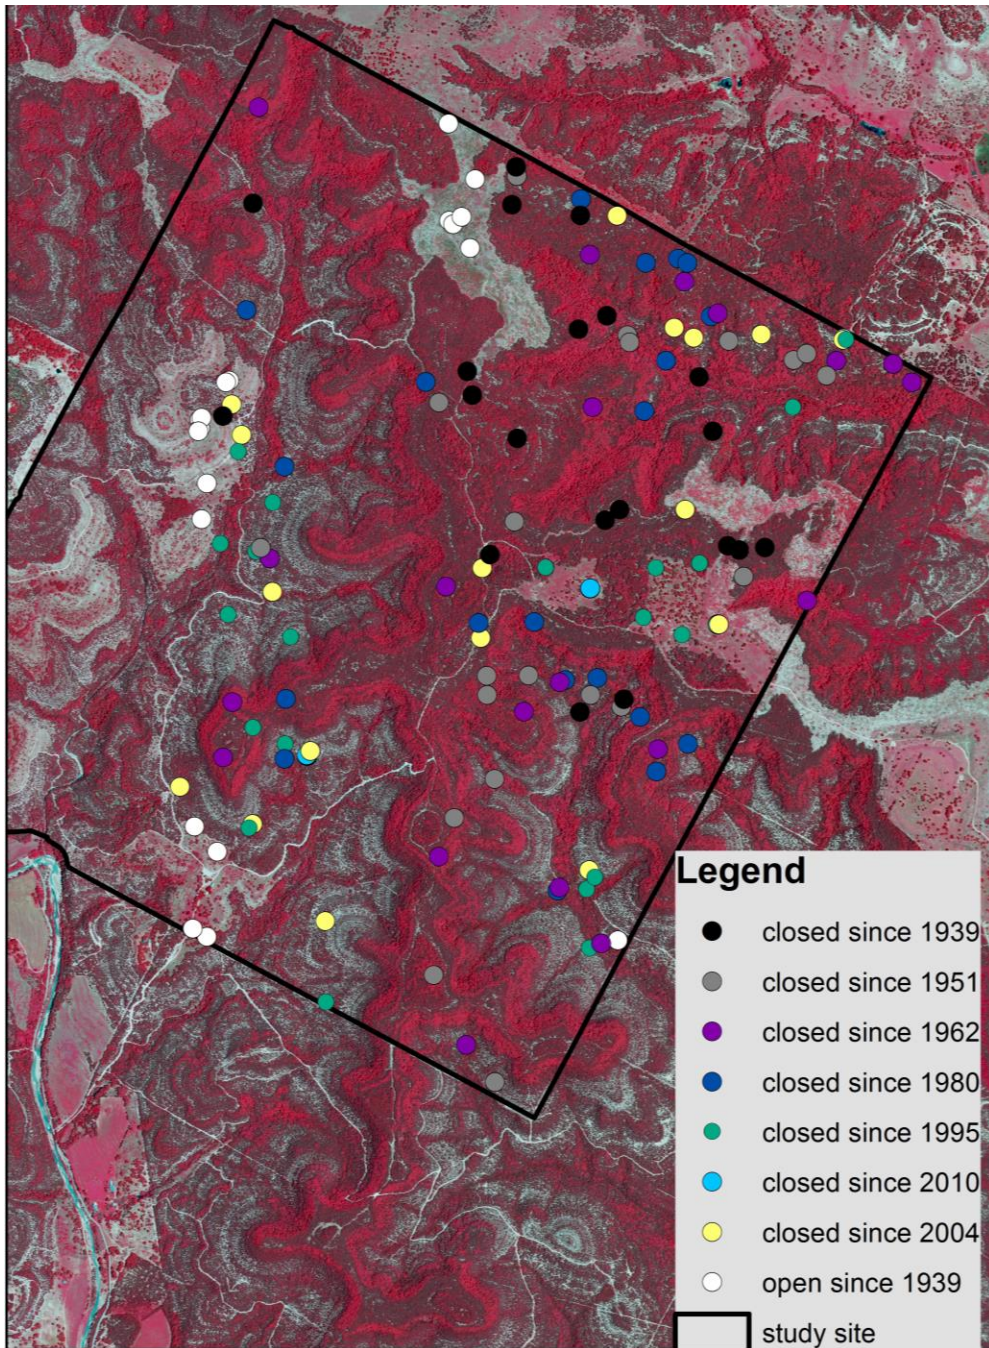 Legend
closed since 1939
closed since 1951
closed since 1962
closed since 1980
closed since 1995
closed since 2010
closed since 2004
open since 1939
study site